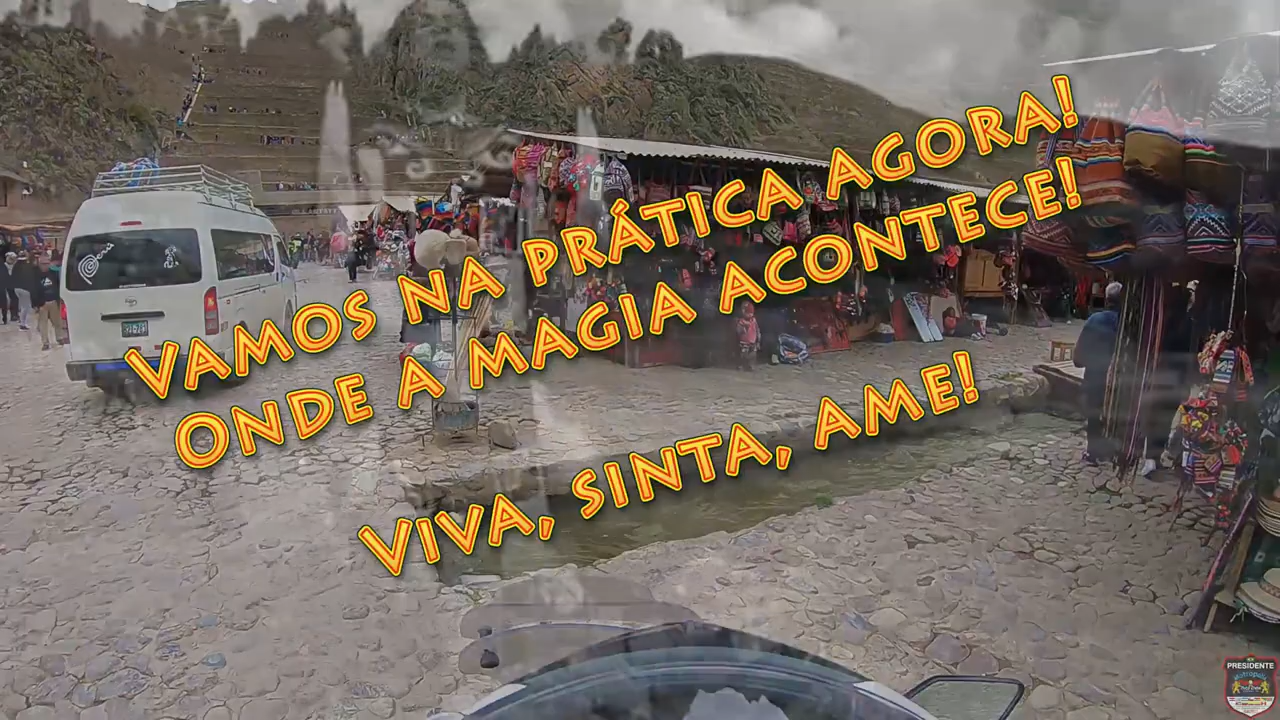 VAMOS NA PRÁTICA AGORA!
ONDE A MAGIA ACONTECE!
VIVA, SINTA, AME!
PRESIDENTE